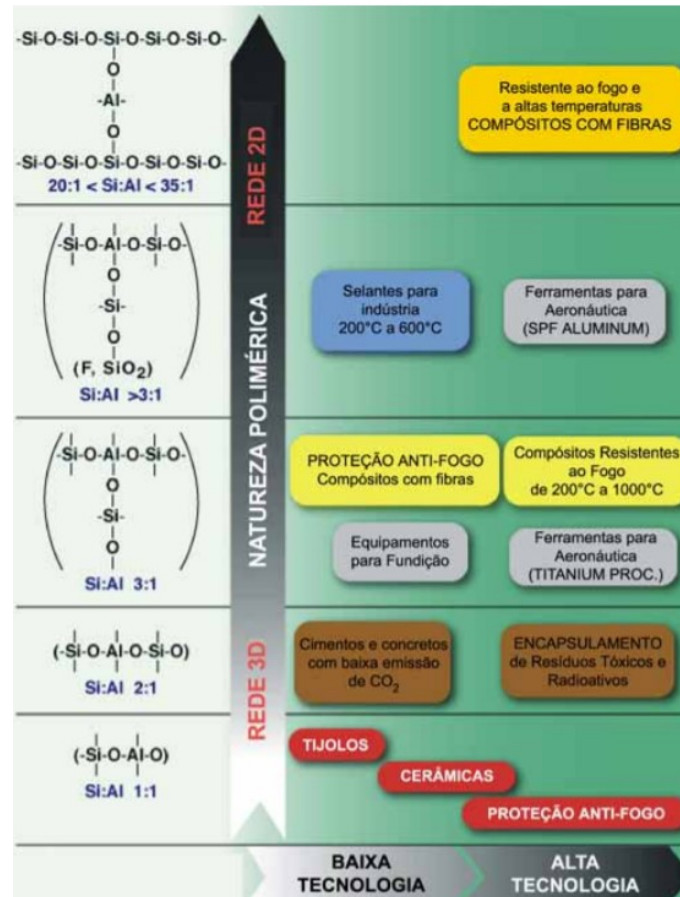 -Si-O-Si-O-Si-O-Si-O-Si-O-Si-O-
O
-Al-
O
-Si-O-Si-O-Si-O-Si-O-Si-O-Si-O-
20:1 < Si:Al < 35:1
Resistente ao fogo e
a altas temperaturas
COMPÓSITOS COM FIBRAS
-Si-O-Al-O-Si-O-
O
-Si-
O
(F, SiO₂)
Si:Al >3:1
Selantes para
indústria
200°C a 600°C
Ferramentas para
Aeronáutica
(SPF ALUMINUM)
-Si-O-Al-O-Si-O-
O
-Si-
O
Si:Al 3:1
PROTEÇÃO ANTI-FOGO
Compósitos com fibras
Compósitos Resistentes
ao Fogo
de 200°C a 1000°C
Equipamentos
para Fundição
Ferramentas para
Aeronáutica
(TITANIUM PROC.)
(-Si-O-Al-O-Si-O)
Si:Al 2:1
Cimentos e concretos
com baixa emissão
de CO₂
ENCAPSULAMENTO
de Resíduos Tóxicos e
Radioativos
(-Si-O-Al-O)
Si:Al 1:1
TIJOLOS
CERÂMICAS
PROTEÇÃO ANTI-FOGO
REDE 2D
NATUREZA POLIMÉRICA
REDE 3D
BAIXA
TECNOLOGIA
ALTA
TECNOLOGIA